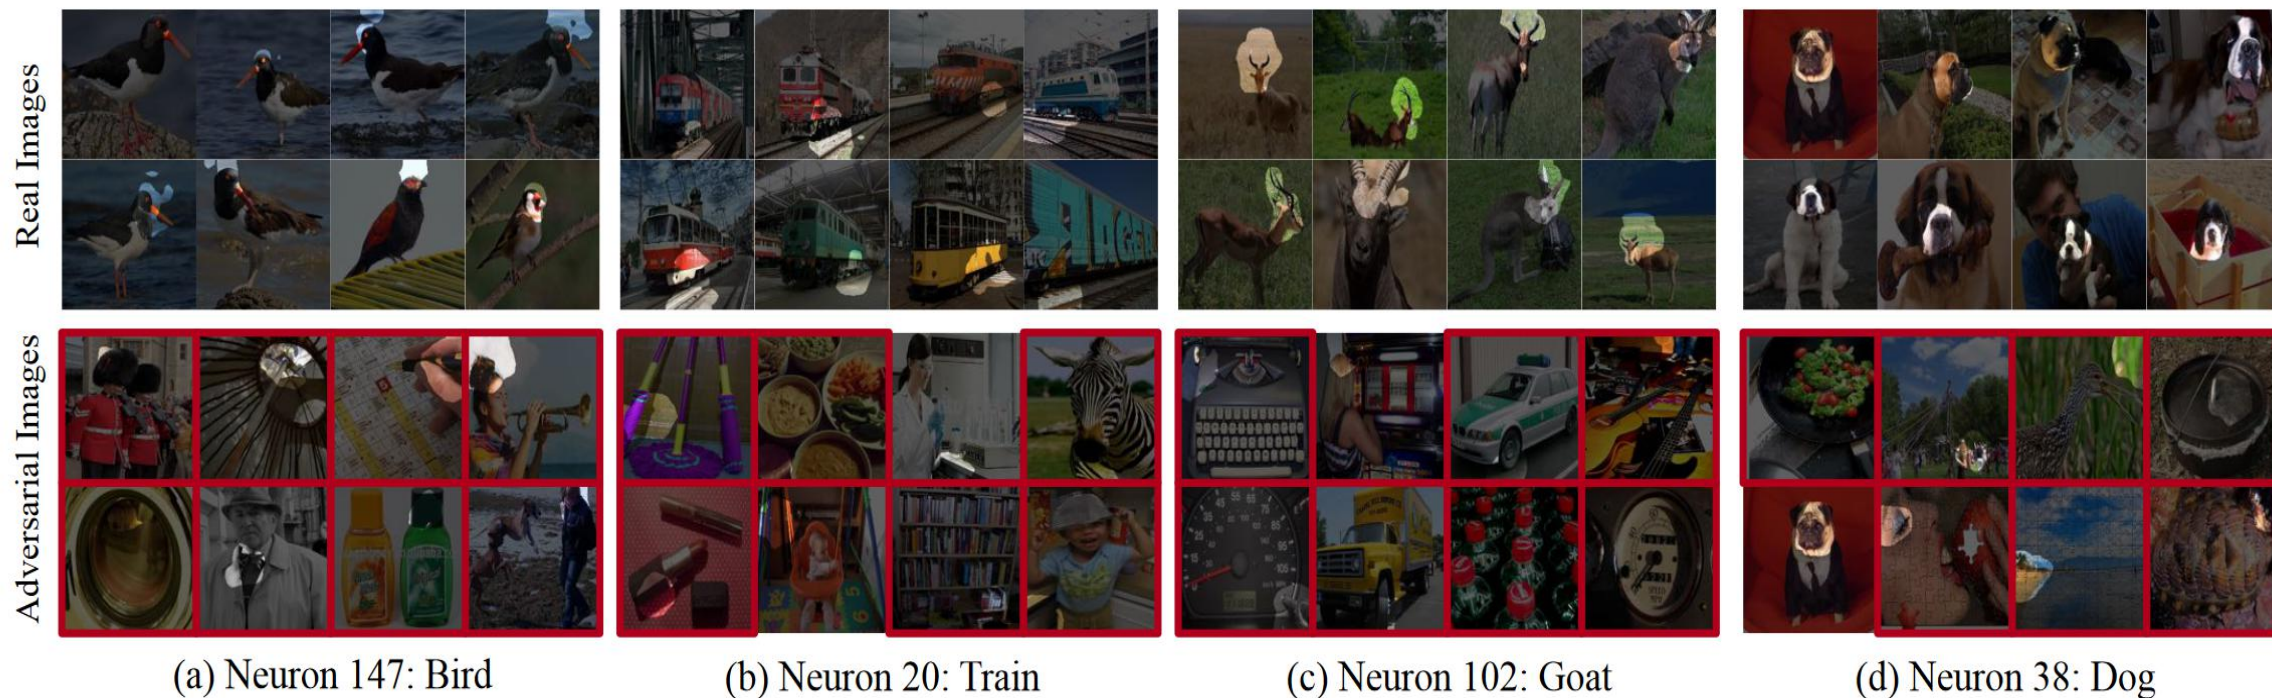 Real Images
Adversarial Images
(a) Neuron 147: Bird
(b) Neuron 20: Train
(c) Neuron 102: Goat
(d) Neuron 38: Dog